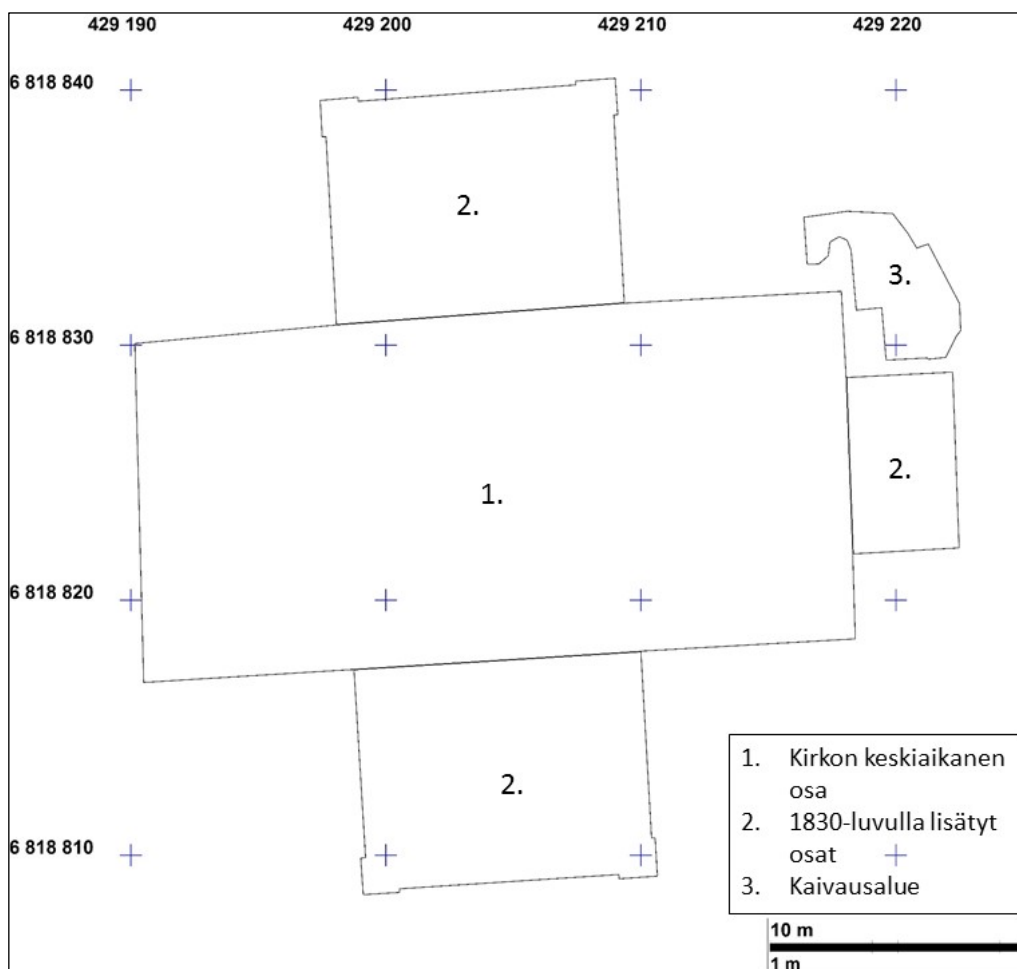 429 190 429 200 429 210 429 220
6 818 840
2.
3.
6 818 830
2.
1.
6 818 820
2.
1. Kirkon keskiaikanen
osa
2. 1830-luvulla lisätyt
osat
3. Kaivausalue
6 818 810
10 m
1 m